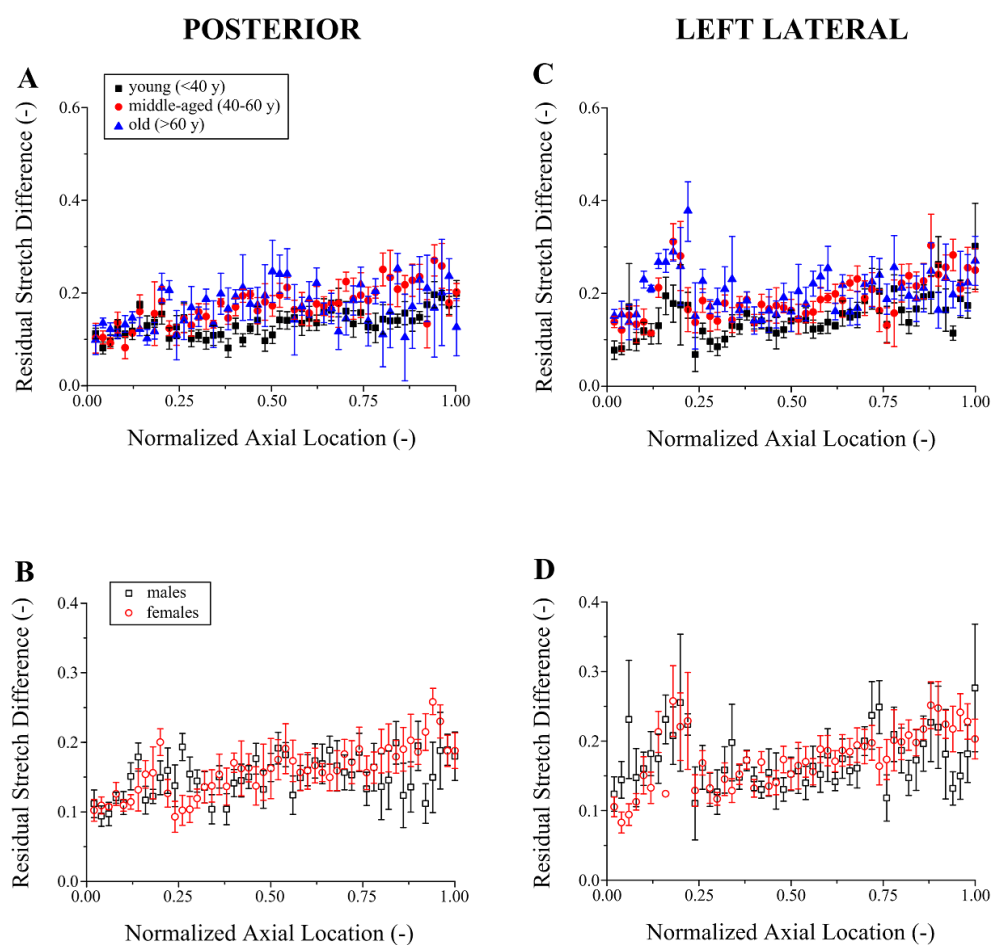 POSTERIOR
LEFT LATERAL
A
young (<40 y)
middle-aged (40-60 y)
old (>60 y)
Residual Stretch Difference (-)
0.6
0.4
0.2
0.0
0.00
0.25
0.50
0.75
1.00
Normalized Axial Location (-)
C
Residual Stretch Difference (-)
0.6
0.4
0.2
0.0
0.00
0.25
0.50
0.75
1.00
Normalized Axial Location (-)
B
males
females
Residual Stretch Difference (-)
0.4
0.3
0.2
0.1
0.0
0.00
0.25
0.50
0.75
1.00
Normalized Axial Location (-)
D
Residual Stretch Difference (-)
0.4
0.3
0.2
0.1
0.0
0.00
0.25
0.50
0.75
1.00
Normalized Axial Location (-)